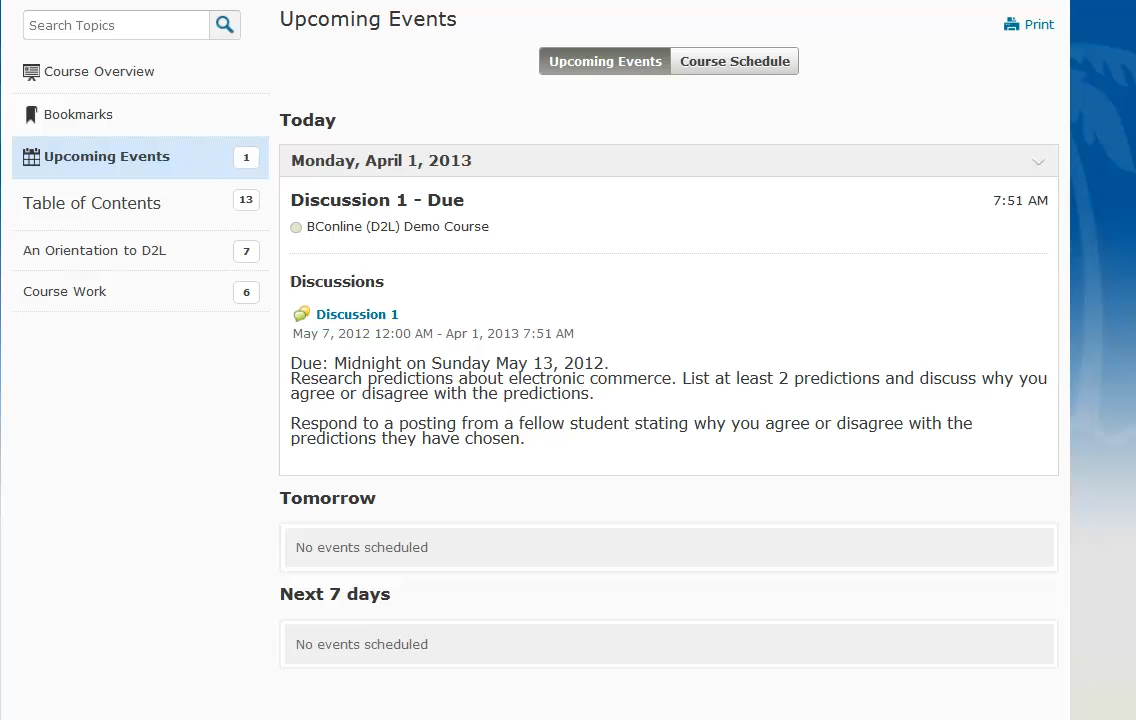 Search Topics
Upcoming Events
Print
Upcoming Events
Course Schedule
Course Overview
Bookmarks
Upcoming Events 1
Table of Contents 13
An Orientation to D2L 7
Course Work 6
Today
Monday, April 1, 2013
Discussion 1 - Due 7:51 AM
BConline (D2L) Demo Course
Discussions
Discussion 1
May 7, 2012 12:00 AM - Apr 1, 2013 7:51 AM
Due: Midnight on Sunday May 13, 2012.
Research predictions about electronic commerce. List at least 2 predictions and discuss why you
agree or disagree with the predictions.
Respond to a posting from a fellow student stating why you agree or disagree with the
predictions they have chosen.
Tomorrow
No events scheduled
Next 7 days
No events scheduled